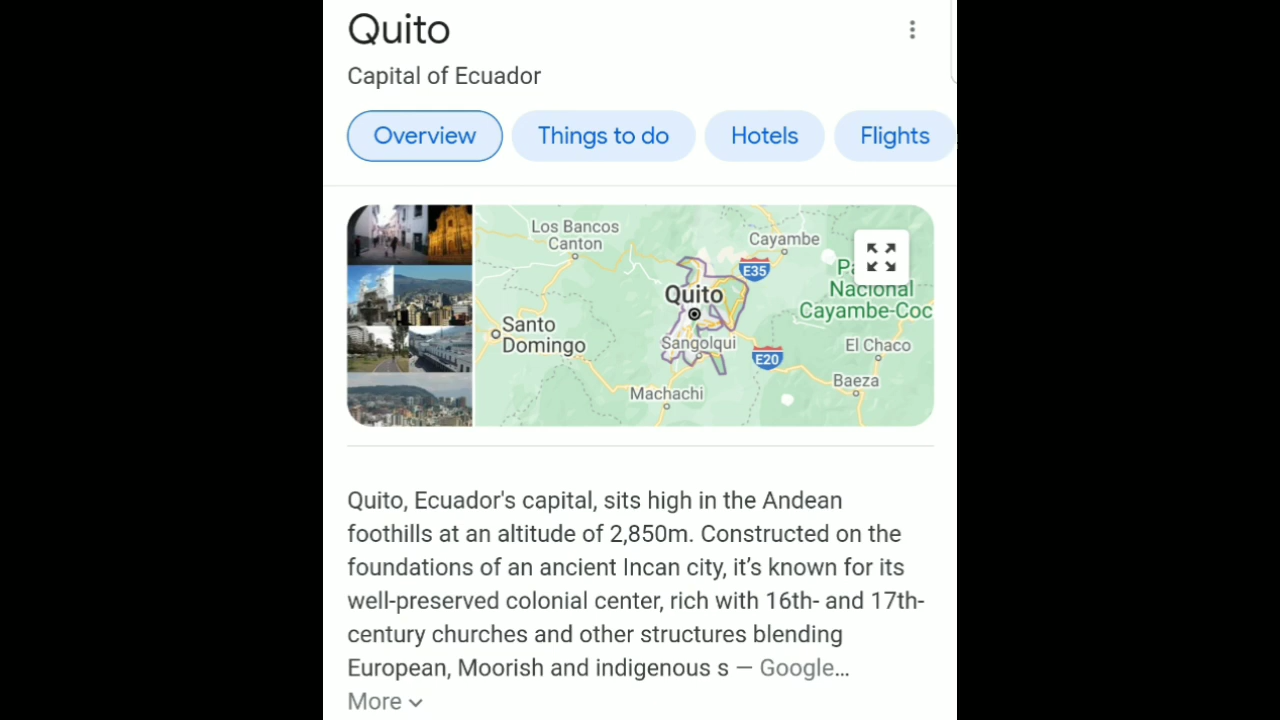 Quito
Capital of Ecuador
Overview
Things to do
Hotels
Flights
Los Bancos
Canton
Cayambe
E35
Pa
Nacional
Cayambe-Coc
Quito
Santo
Domingo
Sangolqui
E20
El Chaco
Baeza
Machachi
Quito, Ecuador's capital, sits high in the Andean
foothills at an altitude of 2,850m. Constructed on the
foundations of an ancient Incan city, it’s known for its
well-preserved colonial center, rich with 16th- and 17th-
century churches and other structures blending
European, Moorish and indigenous s — Google…
More